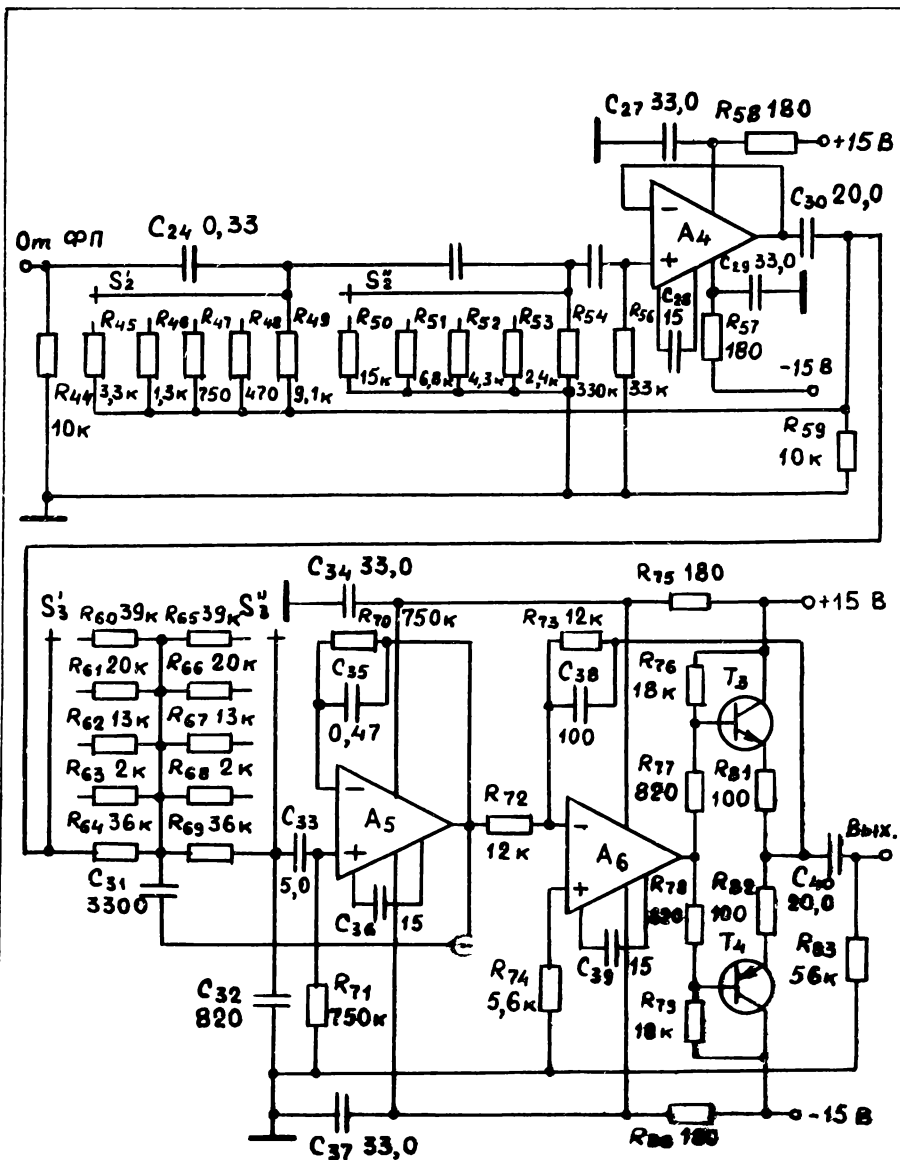 C27 33,0
R58 180
+15 В
C30 20,0
От ФП
C24 0,33
A4
−
+
C29 33,0
S2'
S2"
C28
15
R57
180
-15 В
R45
R46
R47
R48
R49
R50
R51
R52
R53
R54
R56
R44
3,3к
1,3к
750
470
9,1к
15к
6,8к
4,3к
2,4к
330к
33к
10к
R59
10к
C34 33,0
R75 180
+15 В
S3'
R60 39к
R65 39к
S3"
R70
750к
R73 12к
R61 20к
R66 20к
C35
0,47
C38
100
R76
18к
T3
R62 13к
R67 13к
R63 2к
R68 2к
R77
820
R81
100
R64 36к
R69 36к
C33
5,0
−
A5
+
R72
12к
−
A6
+
Вых.
C31
3300
C36
15
R78
820
R82
100
C40
20,0
C39
15
T4
R83
56к
C32
820
R71
750к
R74
5,6к
R79
18к
-15 В
C37 33,0
180